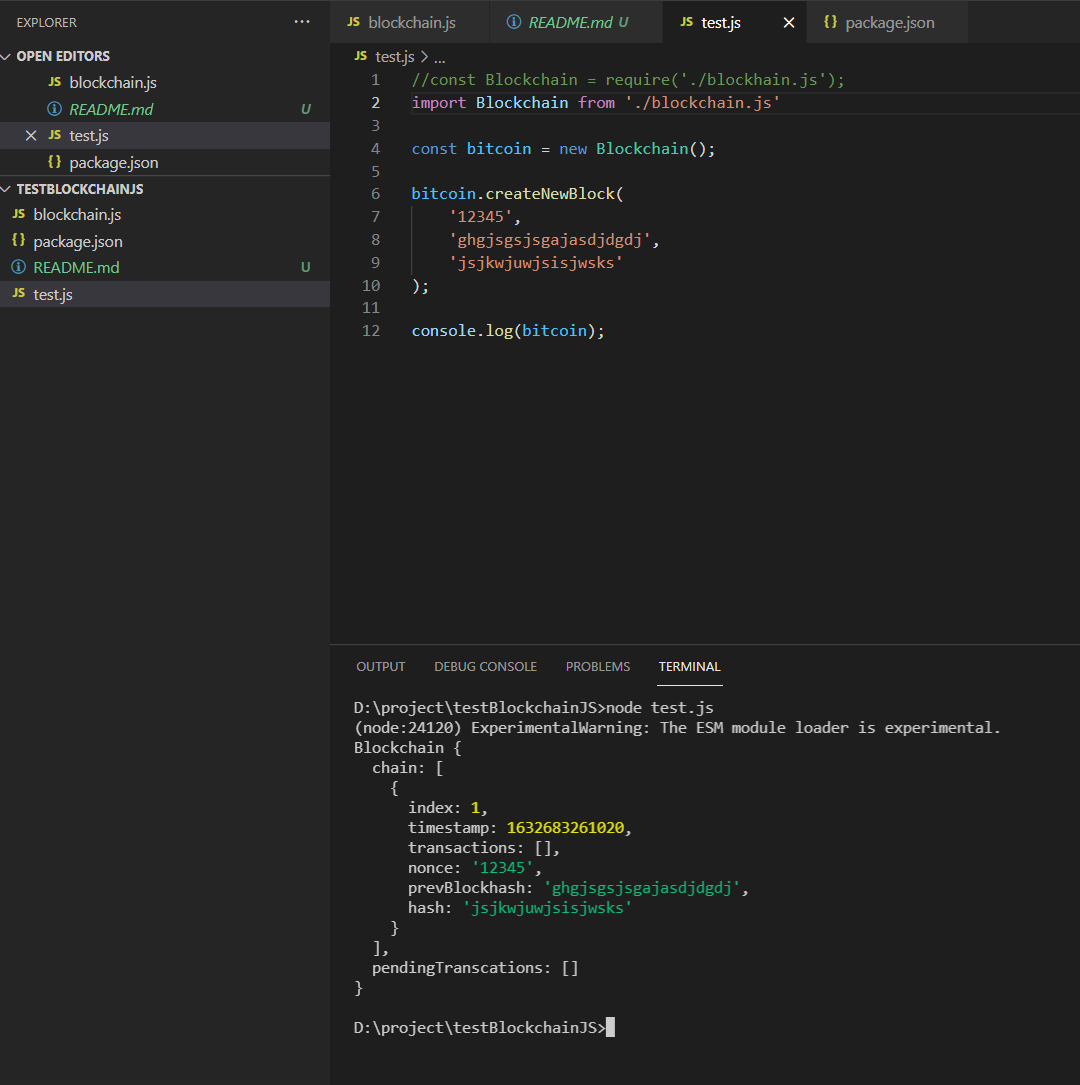 EXPLORER ...
OPEN EDITORS
JS blockchain.js
README.md U
JS test.js
{} package.json
TESTBLOCKCHAINJS
JS blockchain.js
{} package.json
README.md U
JS test.js
JS blockchain.js README.md U JS test.js {} package.json
JS test.js > ...
1 //const Blockchain = require('./blockhain.js');
2 import Blockchain from './blockchain.js'
3
4 const bitcoin = new Blockchain();
5
6 bitcoin.createNewBlock(
7 '12345',
8 'ghgjsgsjsgajasdjdgdj',
9 'jsjkwjuwjsisjwsks'
10 );
11
12 console.log(bitcoin);
OUTPUT DEBUG CONSOLE PROBLEMS TERMINAL
D:\project\testBlockchainJS>node test.js
(node:24120) ExperimentalWarning: The ESM module loader is experimental.
Blockchain {
chain: [
{
index: 1,
timestamp: 1632683261020,
transactions: [],
nonce: '12345',
prevBlockhash: 'ghgjsgsjsgajasdjdgdj',
hash: 'jsjkwjuwjsisjwsks'
}
],
pendingTranscations: []
}
D:\project\testBlockchainJS>